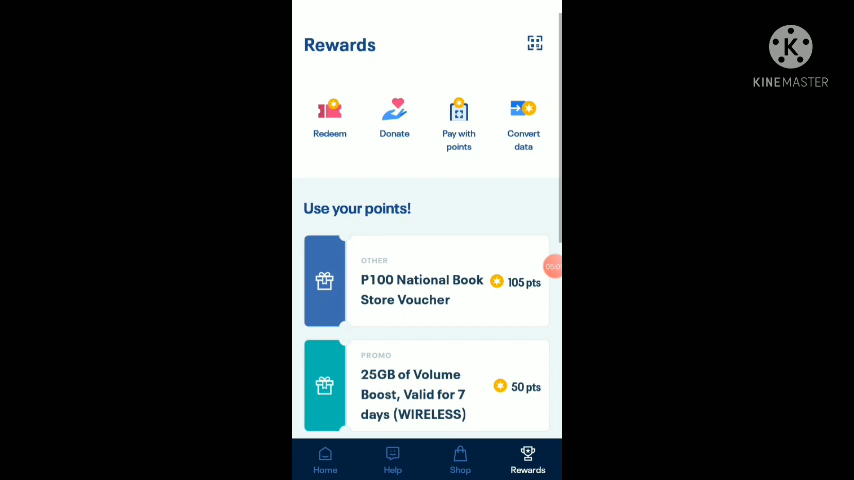 Rewards
KINEMASTER
Redeem
Donate
Pay with
points
Convert
data
Use your points!
OTHER
P100 National Book
Store Voucher
105 pts
PROMO
25GB of Volume
Boost, Valid for 7
days (WIRELESS)
50 pts
Home
Help
Shop
Rewards